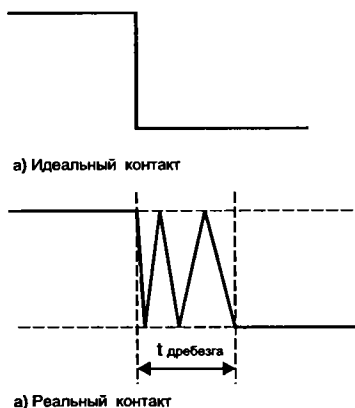 а) Идеальный контакт
t дребезга
а) Реальный контакт